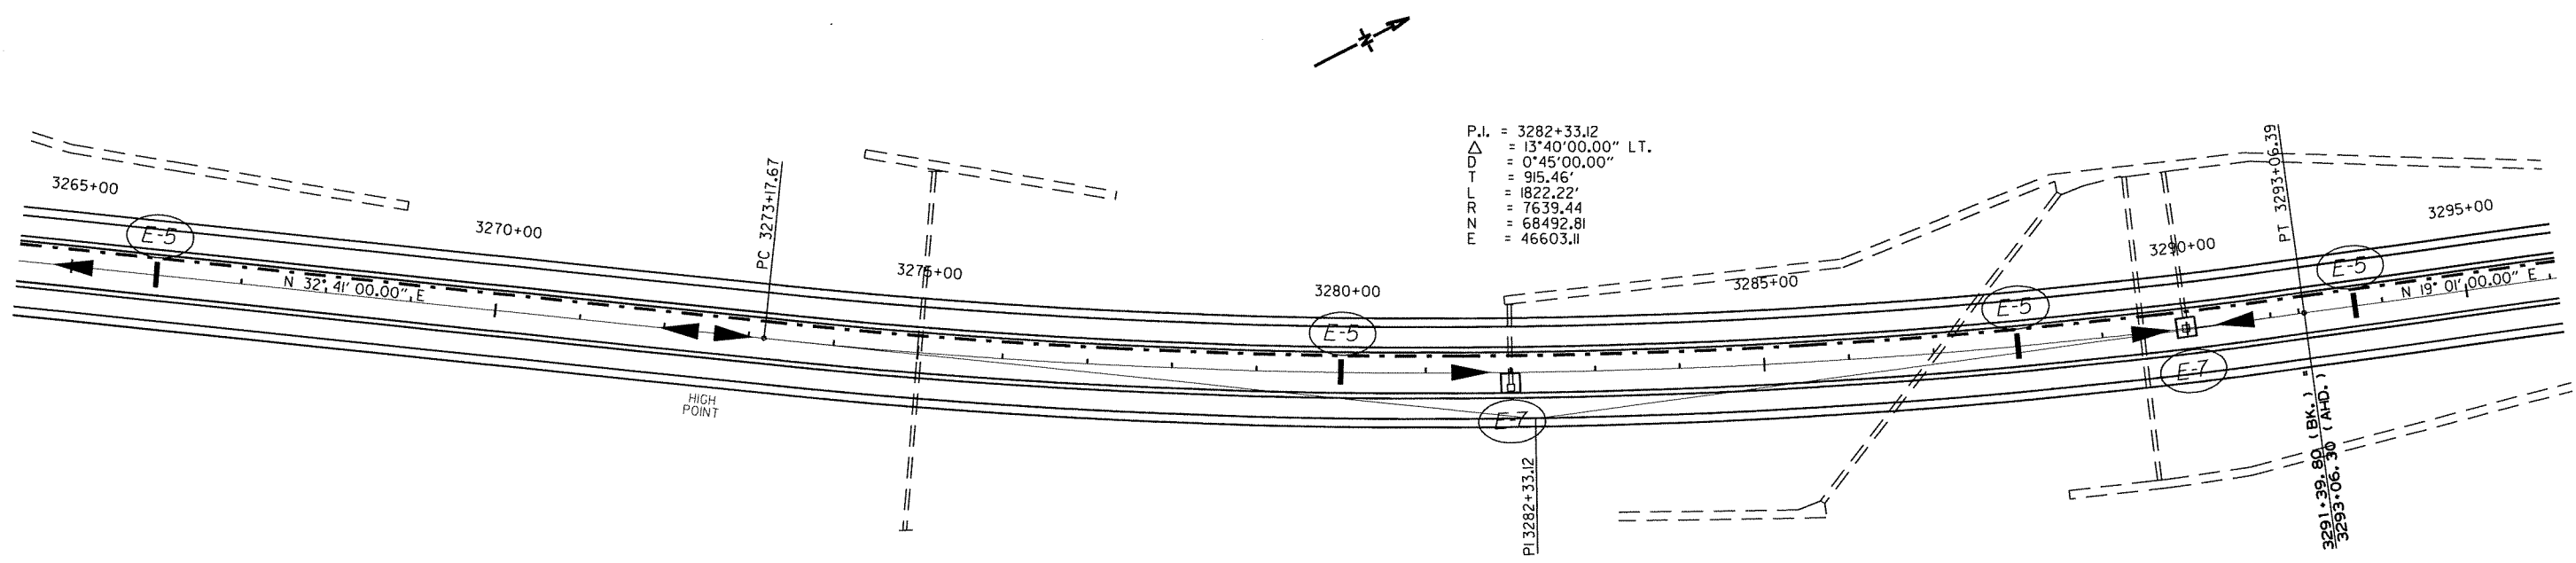 N
P.I. = 3282+33.12
△ = 13°40'00.00" LT.
D = 0°45'00.00"
T = 915.46'
L = 1822.22'
R = 7639.44
N = 68492.81
E = 46603.11
3265+00
E-5
N 32° 41' 00.00" E
3270+00
HIGH
POINT
PC 3273+17.67
3275+00
3280+00
E-5
E-7
PI 3282+33.12
3285+00
E-5
3290+00
E-7
PT 3293+06.39
3291+39.80 (BK.) =
3293+06.30 (AHD.)
E-5
N 19° 01' 00.00" E
3295+00